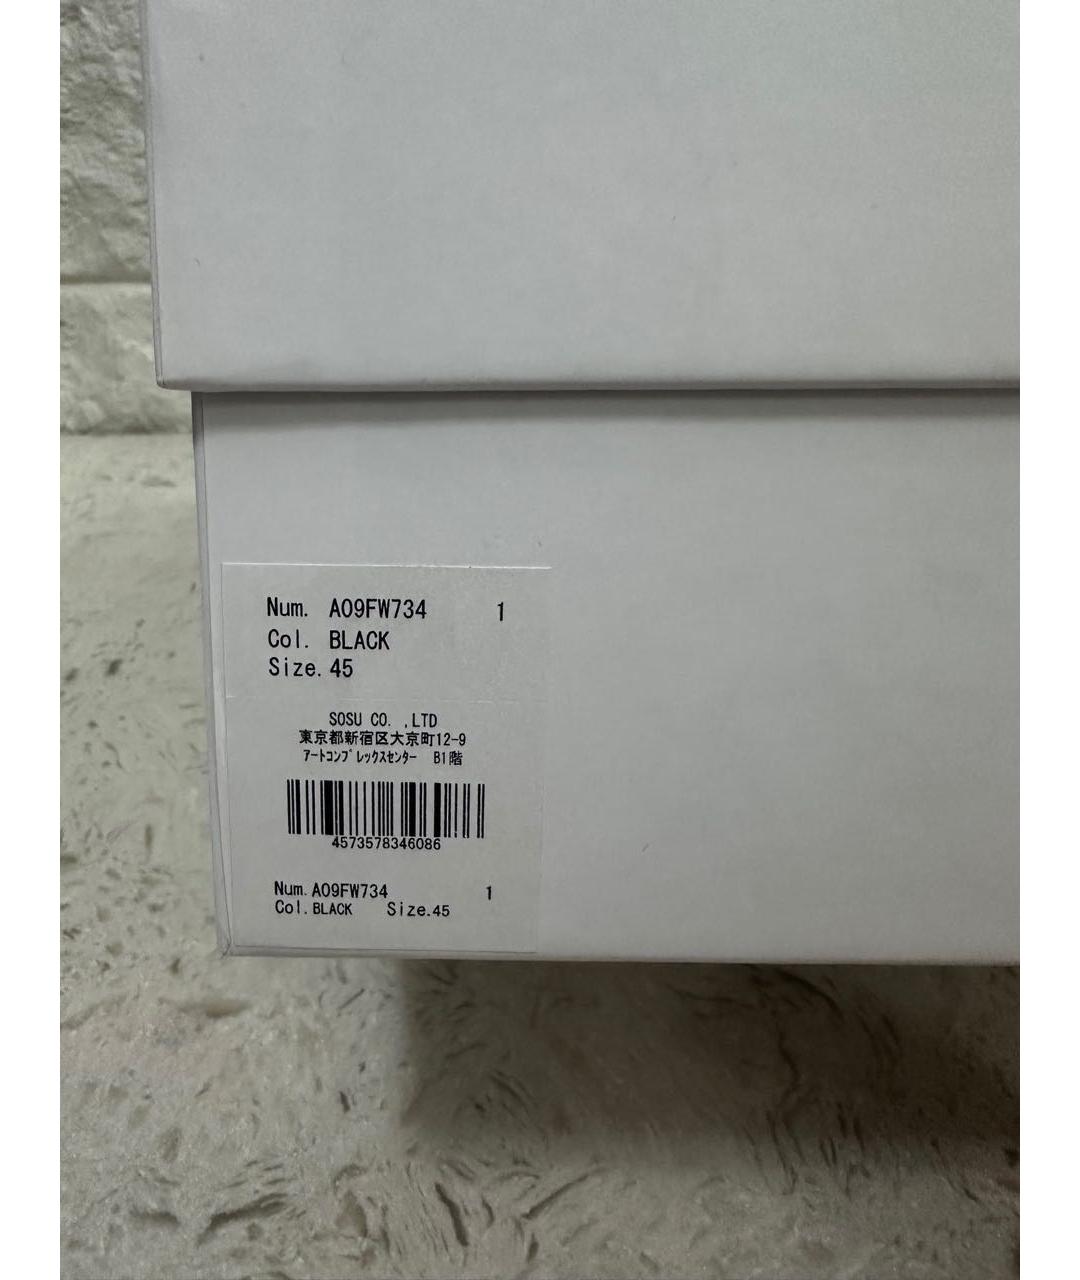 Num. A09FW734 1
Col. BLACK
Size. 45
SOSU CO. ,LTD
東京都新宿区大京町12-9
ｱｰﾄｺﾝﾌﾟﾚｯｸｽｾﾝﾀｰ B1階
4573578346086
Num. A09FW734 1
Col. BLACK Size. 45